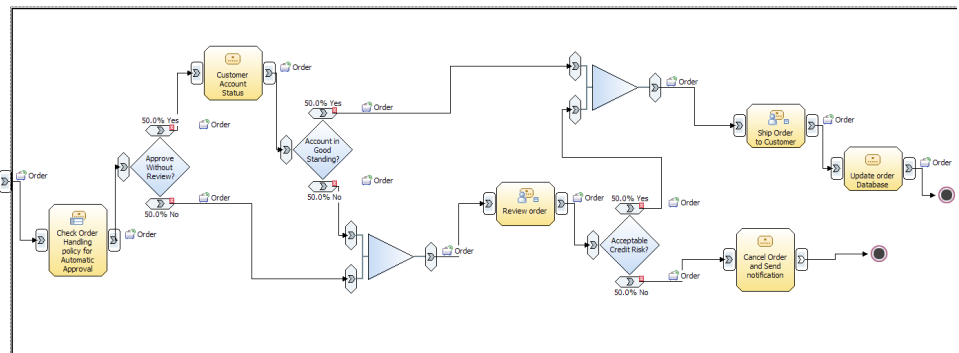 Order
Check Order
Handling
policy for
Automatic
Approval
Order
50.0% Yes
Order
Approve
Without
Review?
50.0% No
Order
Customer
Account
Status
Order
50.0% Yes
Order
Account in
Good
Standing?
50.0% No
Order
Order
Review order
Order
50.0% Yes
Order
Acceptable
Credit Risk?
50.0% No
Order
Order
Ship Order
to Customer
Order
Update order
Database
Order
Cancel Order
and Send
notification